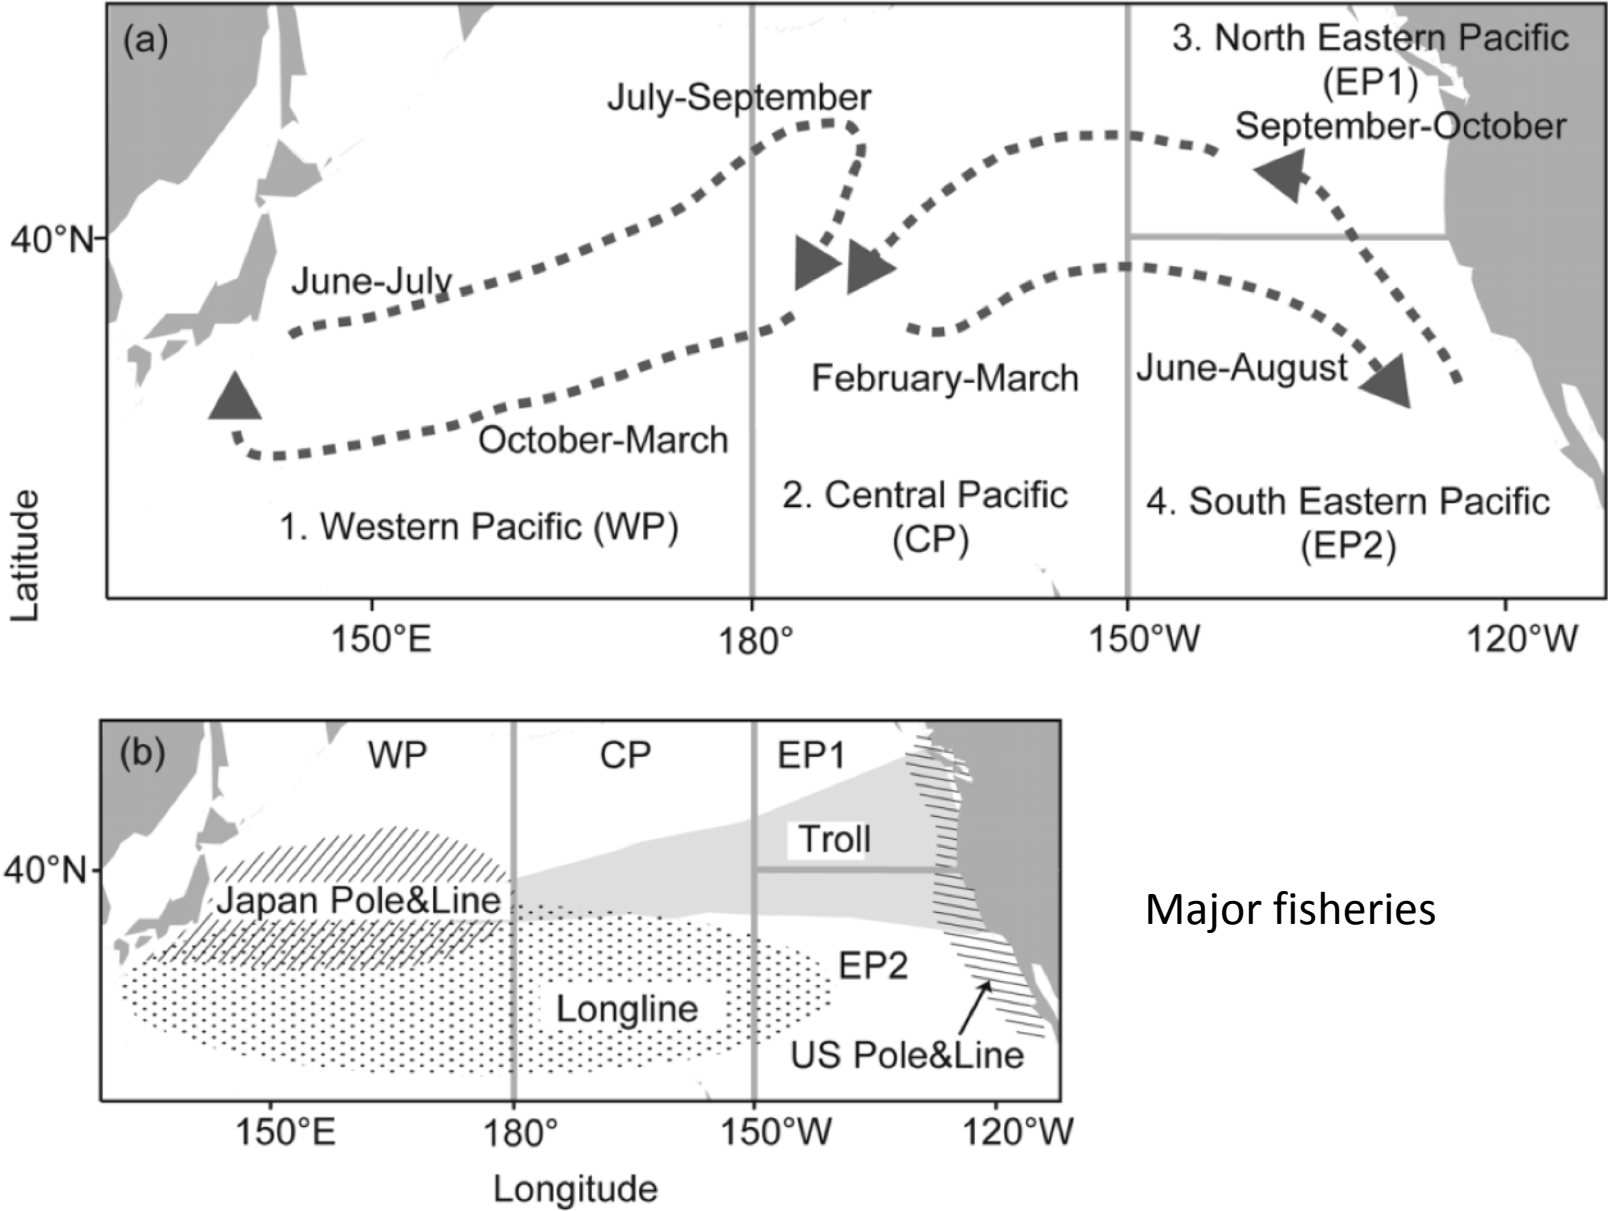 (a)
3. North Eastern Pacific
(EP1)
July-September
September-October
40°N
June-July
February-March
June-August
October-March
1. Western Pacific (WP)
2. Central Pacific
(CP)
4. South Eastern Pacific
(EP2)
Latitude
150°E
180°
150°W
120°W
(b)
WP
CP
EP1
Troll
40°N
Japan Pole&Line
Major fisheries
EP2
Longline
US Pole&Line
150°E
180°
150°W
120°W
Longitude